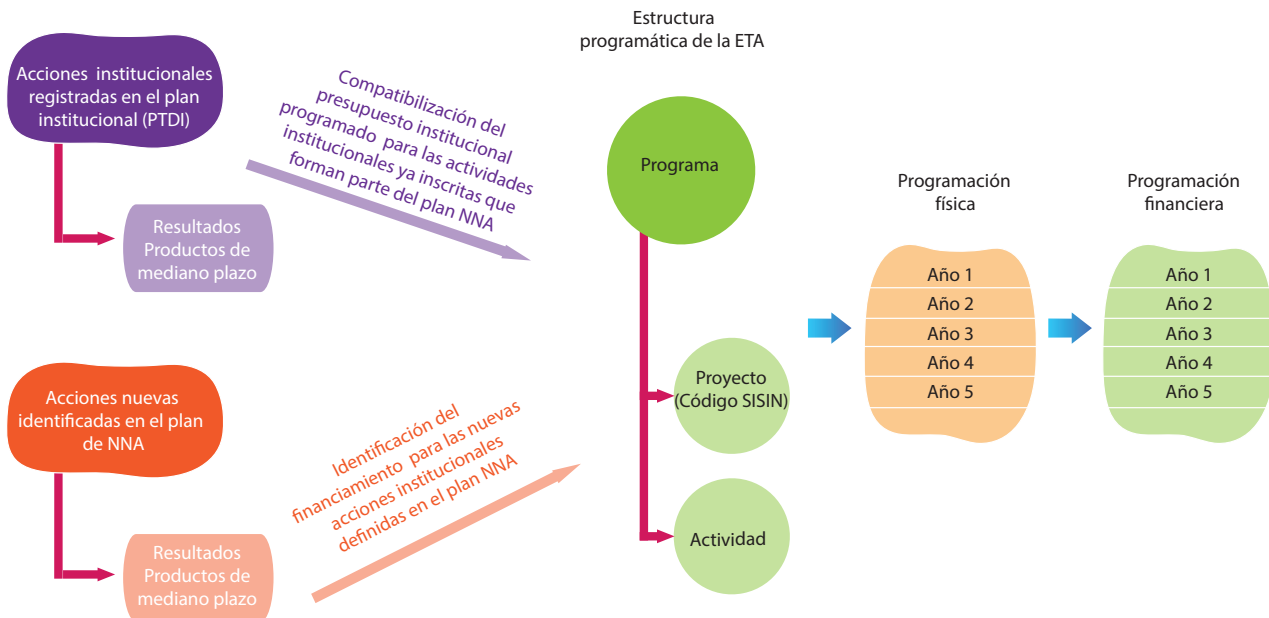 Acciones institucionales
registradas en el plan
institucional (PTDI)
Resultados
Productos de
mediano plazo
Compatibilización del
presupuesto institucional
programado para las actividades
institucionales ya inscritas que
forman parte del plan NNA
Acciones nuevas
identificadas en el plan
de NNA
Resultados
Productos de
mediano plazo
Identificación del
financiamiento para las nuevas
acciones institucionales
definidas en el plan NNA
Estructura
programática de la ETA
Programa
Proyecto
(Código SISIN)
Actividad
Programación
física
Año 1
Año 2
Año 3
Año 4
Año 5
Programación
financiera
Año 1
Año 2
Año 3
Año 4
Año 5